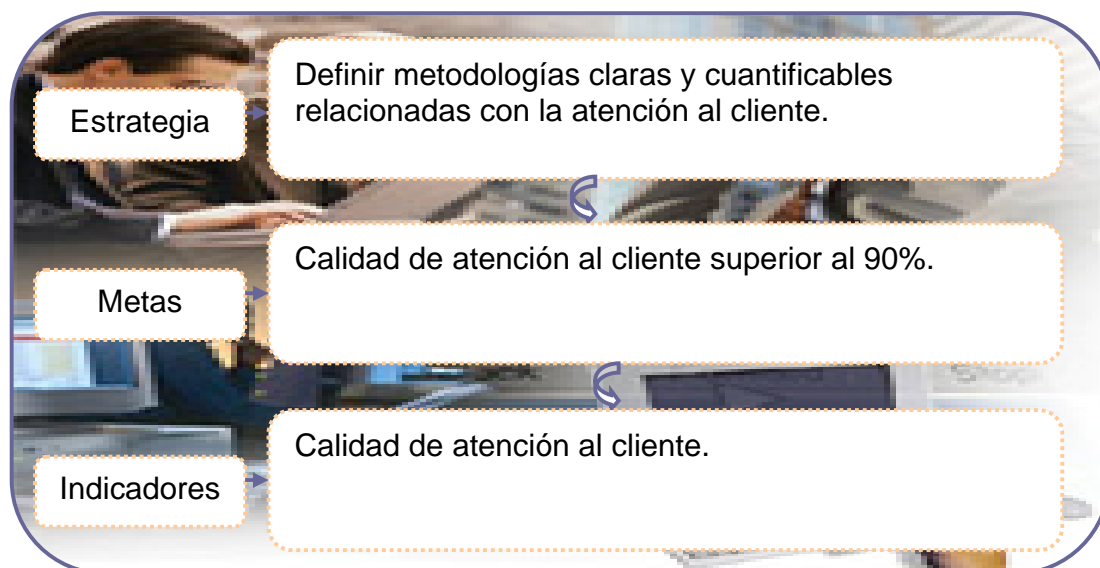 Estrategia
Definir metodologías claras y cuantificables
relacionadas con la atención al cliente.
Metas
Calidad de atención al cliente superior al 90%.
Indicadores
Calidad de atención al cliente.